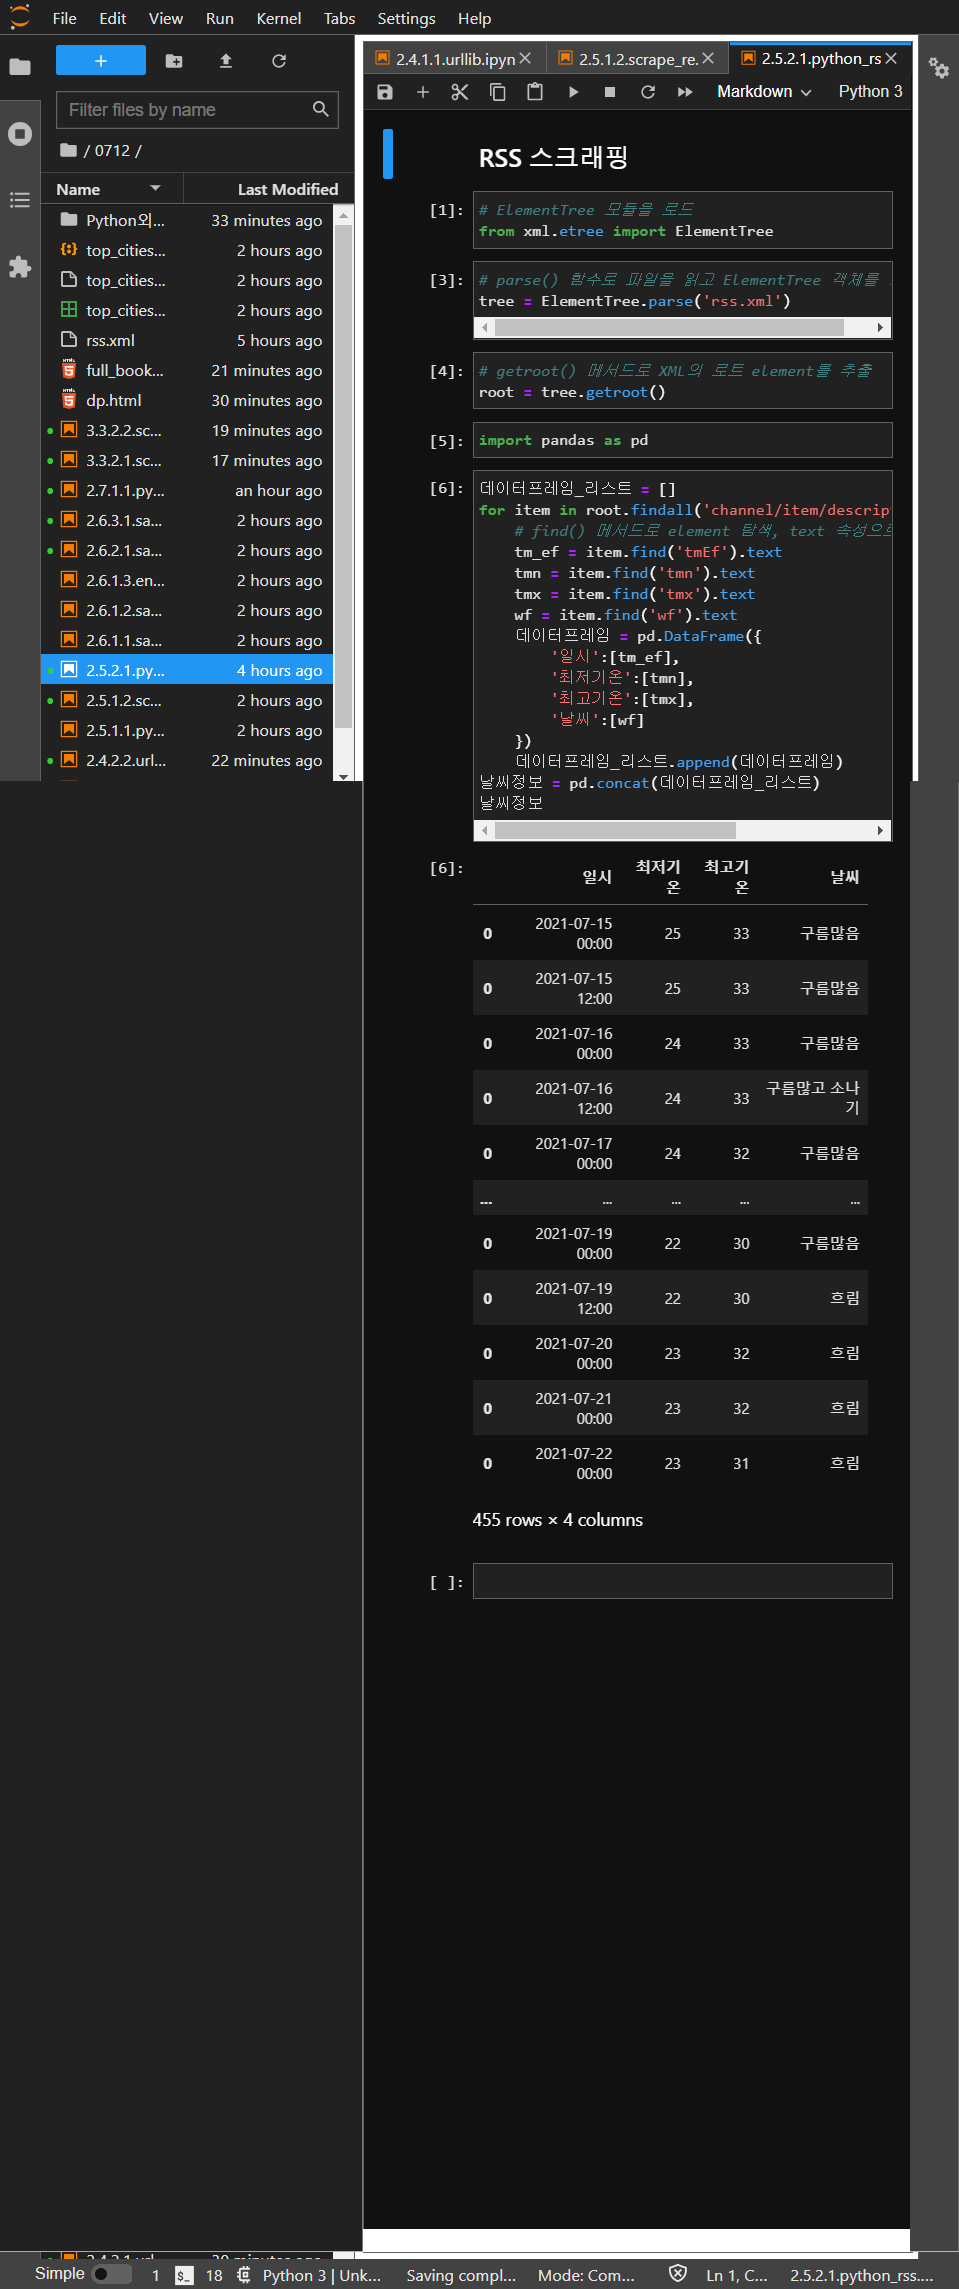 File Edit View Run Kernel Tabs Settings Help
+
Filter files by name
/ 0712 /
Name Last Modified
Python외... 33 minutes ago
top_cities... 2 hours ago
top_cities... 2 hours ago
top_cities... 2 hours ago
rss.xml 5 hours ago
full_book... 21 minutes ago
dp.html 30 minutes ago
3.3.2.2.sc... 19 minutes ago
3.3.2.1.sc... 17 minutes ago
2.7.1.1.py... an hour ago
2.6.3.1.sa... 2 hours ago
2.6.2.1.sa... 2 hours ago
2.6.1.3.en... 2 hours ago
2.6.1.2.sa... 2 hours ago
2.6.1.1.sa... 2 hours ago
2.5.2.1.py... 4 hours ago
2.5.1.2.sc... 2 hours ago
2.5.1.1.py... 2 hours ago
2.4.2.2.url... 22 minutes ago
2.4.1.1.urllib.ipyn 2.5.1.2.scrape_re. 2.5.2.1.python_rs
Markdown Python 3
RSS 스크래핑
[1]: # ElementTree 모듈을 로드
from xml.etree import ElementTree
[3]: # parse() 함수로 파일을 읽고 ElementTree 객체를
tree = ElementTree.parse('rss.xml')
[4]: # getroot() 메서드로 XML의 로트 element를 추출
root = tree.getroot()
[5]: import pandas as pd
[6]: 데이터프레임_리스트 = []
for item in root.findall('channel/item/descrip
# find() 메서드로 element 탐색, text 속성으로
tm_ef = item.find('tmEf').text
tmn = item.find('tmn').text
tmx = item.find('tmx').text
wf = item.find('wf').text
데이터프레임 = pd.DataFrame({
'일시':[tm_ef],
'최저기온':[tmn],
'최고기온':[tmx],
'날씨':[wf]
})
데이터프레임_리스트.append(데이터프레임)
날씨정보 = pd.concat(데이터프레임_리스트)
날씨정보
[6]: 일시 최저기온 최고기온 날씨
0 2021-07-15 00:00 25 33 구름많음
0 2021-07-15 12:00 25 33 구름많음
0 2021-07-16 00:00 24 33 구름많음
0 2021-07-16 12:00 24 33 구름많고 소나기
0 2021-07-17 00:00 24 32 구름많음
... ... ... ... ...
0 2021-07-19 00:00 22 30 구름많음
0 2021-07-19 12:00 22 30 흐림
0 2021-07-20 00:00 23 32 흐림
0 2021-07-21 00:00 23 32 흐림
0 2021-07-22 00:00 23 31 흐림
455 rows × 4 columns
[ ]:
Simple 1 18 Python 3 | Unk... Saving compl... Mode: Com... Ln 1, C... 2.5.2.1.python_rss....